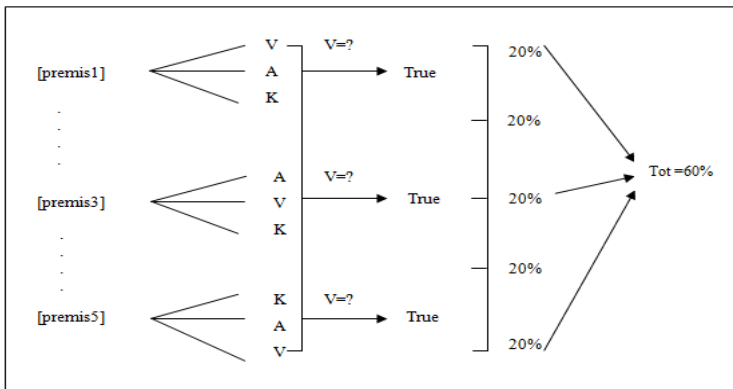 V V=? 20%
[premis1] A True
K
20%
A V=? Tot =60%
[premis3] V True 20%
K
20%
K V=?
[premis5] A True
V 20%